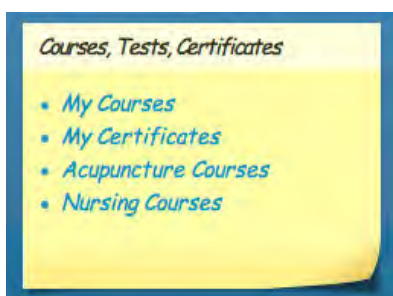 Courses, Tests, Certificates
• My Courses
• My Certificates
• Acupuncture Courses
• Nursing Courses